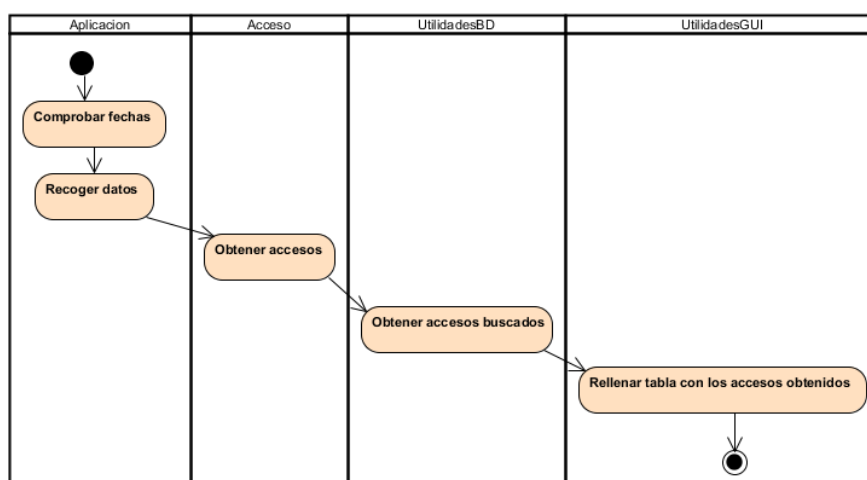 Aplicacion
Acceso
UtilidadesBD
UtilidadesGUI
Comprobar fechas
Recoger datos
Obtener accesos
Obtener accesos buscados
Rellenar tabla con los accesos obtenidos